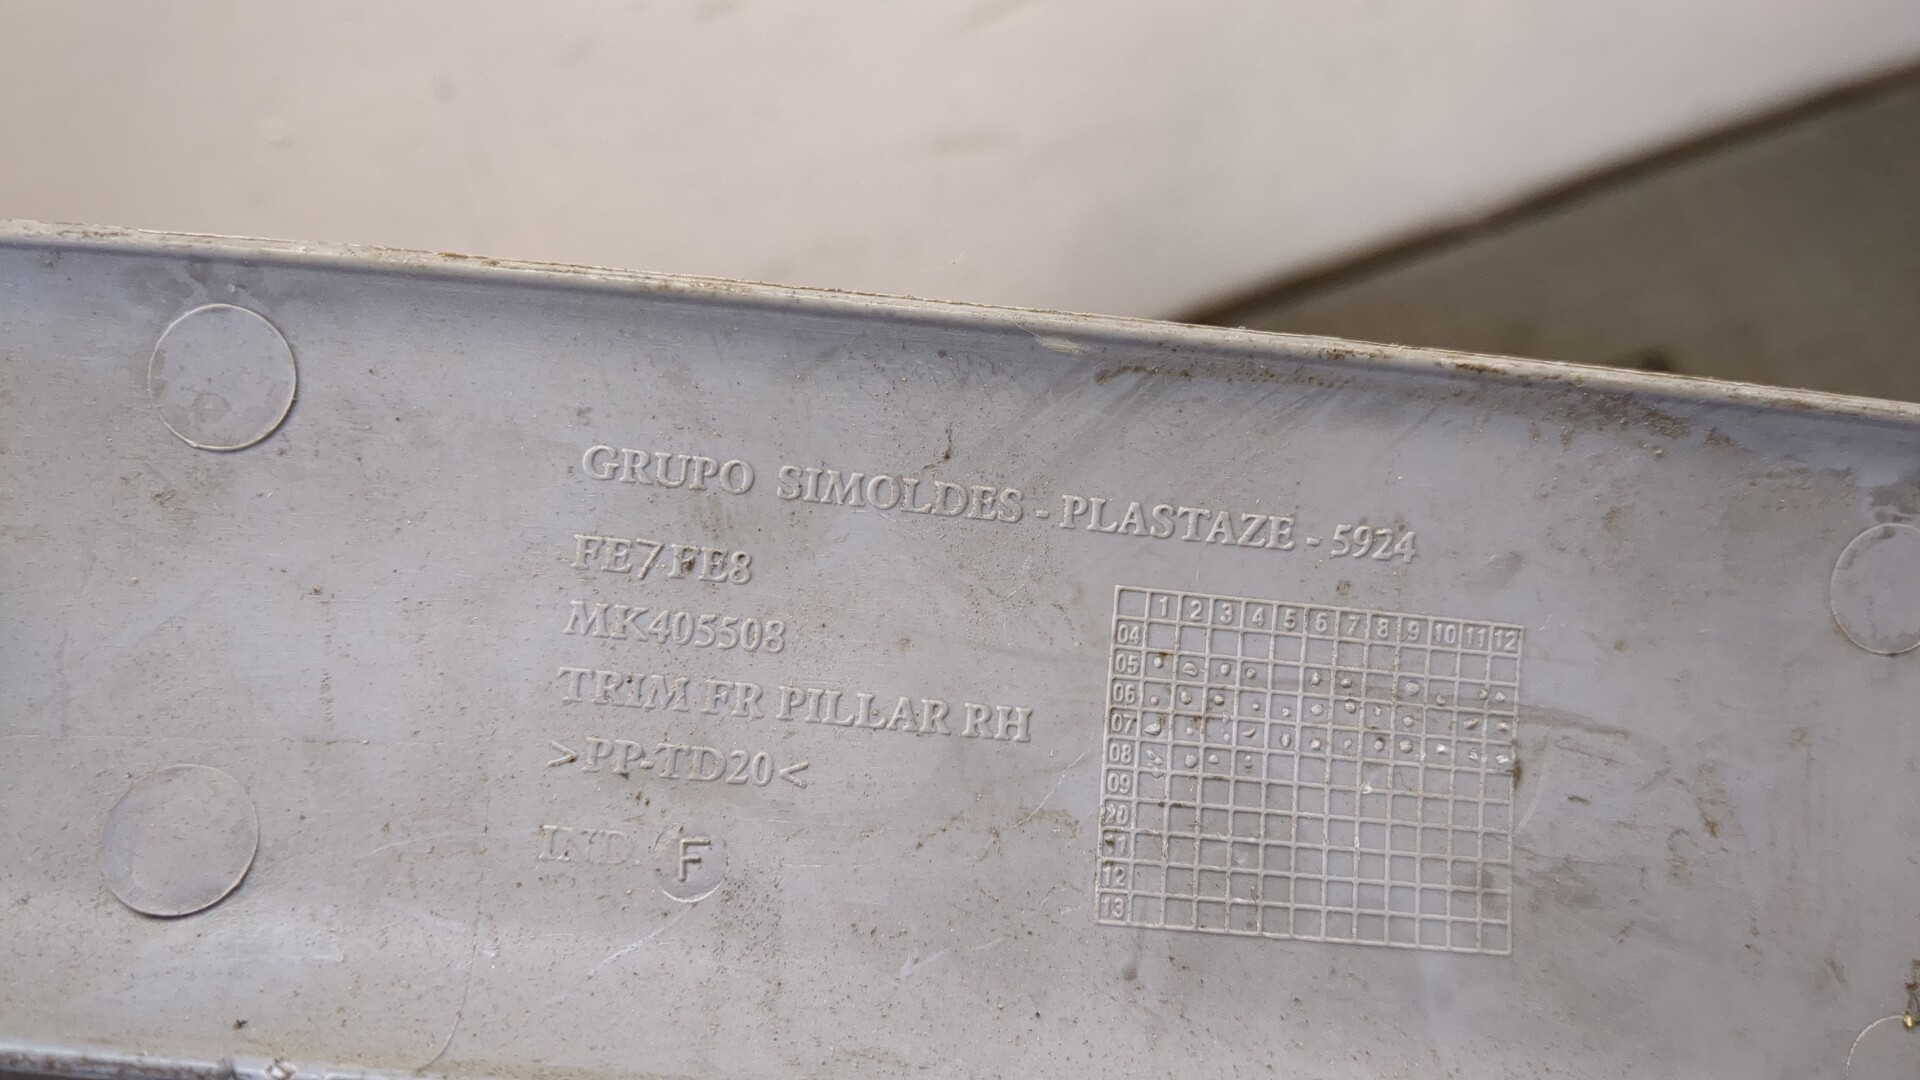 GRUPO SIMOLDES - PLASTAZE - 5924
FE7 FE8
MK405508
TRIM FR PILLAR RH
>PP-TD20<
IND. F
1 2 3 4 5 6 7 8 9 10 11 12
04
05
06
07
08
09
10
11
12
13